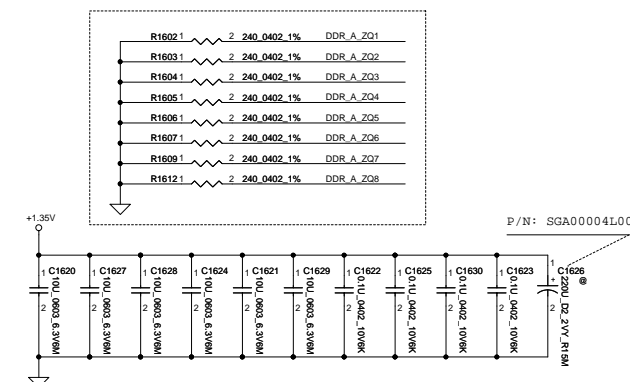 R1602 1 2 240_0402_1% DDR_A_ZQ1
R1603 1 2 240_0402_1% DDR_A_ZQ2
R1604 1 2 240_0402_1% DDR_A_ZQ3
R1605 1 2 240_0402_1% DDR_A_ZQ4
R1606 1 2 240_0402_1% DDR_A_ZQ5
R1607 1 2 240_0402_1% DDR_A_ZQ6
R1609 1 2 240_0402_1% DDR_A_ZQ7
R1612 1 2 240_0402_1% DDR_A_ZQ8
P/N: SGA00004L00
+1.35V
1 C1620 2 10U_0603_6.3V6M
1 C1627 2 10U_0603_6.3V6M
1 C1628 2 10U_0603_6.3V6M
1 C1624 2 10U_0603_6.3V6M
1 C1621 2 10U_0603_6.3V6M
1 C1629 2 10U_0603_6.3V6M
1 C1622 2 0.1U_0402_10V6K
1 C1625 2 0.1U_0402_10V6K
1 C1630 2 0.1U_0402_10V6K
1 C1623 2 0.1U_0402_10V6K
1 + C1626 @ 2 220U_D2_2VY_R15M